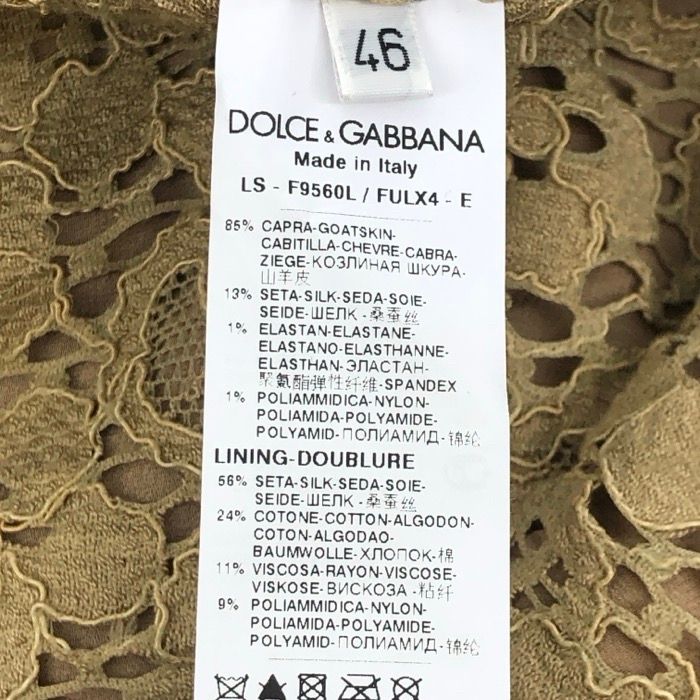 46
DOLCE & GABBANA
Made in Italy
LS - F9560L / FULX4 - E
85% CAPRA-GOATSKIN-
CABITILLA-CHEVRE-CABRA-
ZIEGE-КОЗЛИНАЯ ШКУРА-
山羊皮
13% SETA-SILK-SEDA-SOIE-
SEIDE-ШЕЛК-桑蚕丝
1% ELASTAN-ELASTANE-
ELASTANO-ELASTHANNE-
ELASTHAN-ЭЛАСТАН-
聚氨酯弹性纤维-SPANDEX
1% POLIAMMIDICA-NYLON-
POLIAMIDA-POLYAMIDE-
POLYAMID-ПОЛИАМИД-锦纶
LINING-DOUBLURE
56% SETA-SILK-SEDA-SOIE-
SEIDE-ШЕЛК-桑蚕丝
24% COTONE-COTTON-ALGODON-
COTON-ALGODAO-
BAUMWOLLE-ХЛОПОК-棉
11% VISCOSA-RAYON-VISCOSE-
VISKOSE-ВИСКОЗА-粘纤
9% POLIAMMIDICA-NYLON-
POLIAMIDA-POLYAMIDE-
POLYAMID-ПОЛИАМИД-锦纶